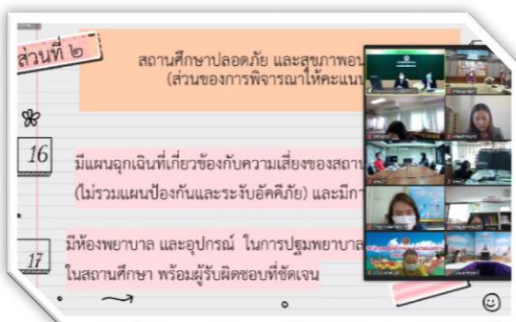 ส่วนที่ ๒
สถานศึกษาปลอดภัย และสุขภาพอน
(ส่วนของการพิจารณาให้คะแนน
16
มีแผนฉุกเฉินที่เกี่ยวข้องกับความเสี่ยงของสถาน
(ไม่รวมแผนป้องกันและระงับอัคคีภัย) และมีกา
17
มีห้องพยาบาล และอุปกรณ์ ในการปฐมพยาบาล
ในสถานศึกษา พร้อมผู้รับผิดชอบที่ชัดเจน